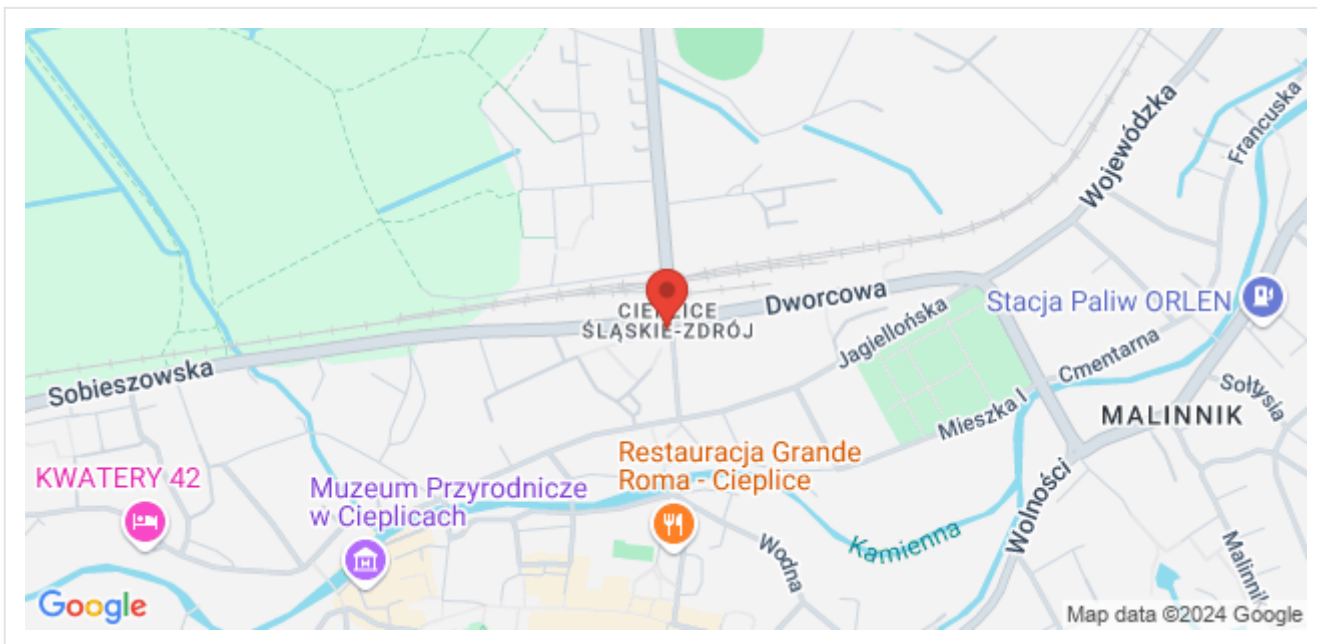 Wojewódzka
Francuska
Dworcowa
CIEPLICE
ŚLĄSKIE-ZDRÓJ
Stacja Paliw ORLEN
Jagiellońska
Cmentarna
Sobieszowska
Sołtysia
Mieszka I
MALINNIK
Restauracja Grande
Roma - Cieplice
KWATERY 42
Muzeum Przyrodnicze
w Cieplicach
Wolności
Kamienna
Wodna
Malinnik
Google
Map data ©2024 Google